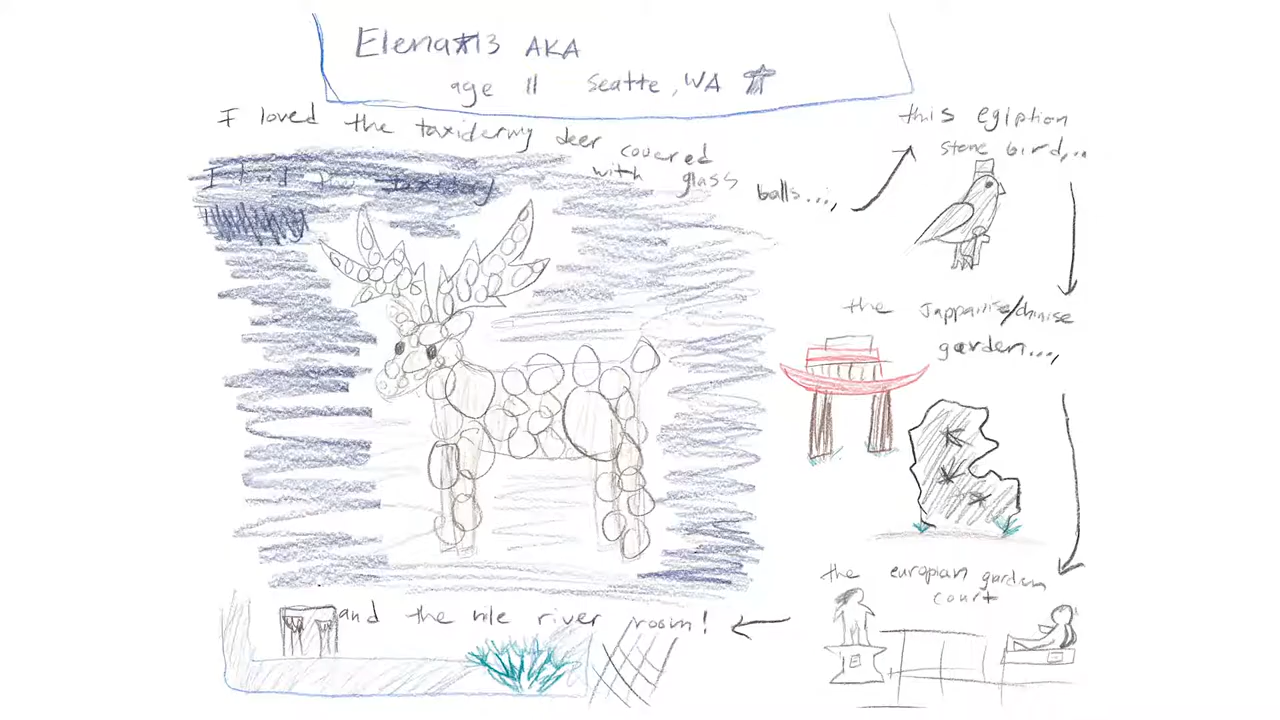 Elena★13 AKA
age 11 Seatte, WA
I loved the taxidermy deer covered
with glass balls...,
this egiption
stone bird,...
the Jappanise/chinise
garden...,
the europian gardun
court
and the nile river room!